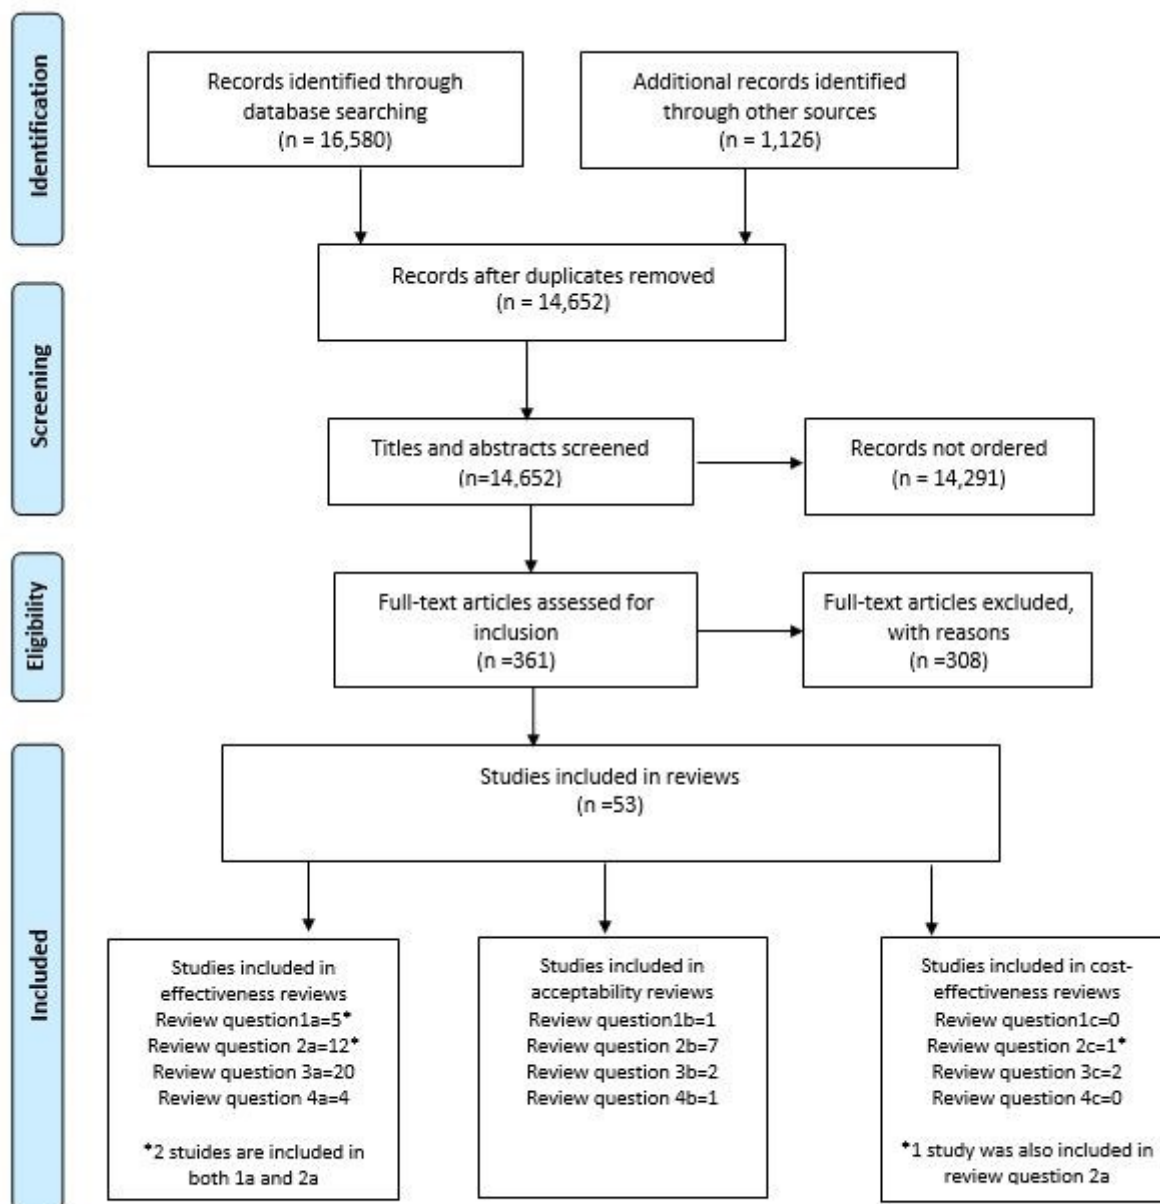 Identification
Records identified through
database searching
(n = 16,580)
Additional records identified
through other sources
(n = 1,126)
Records after duplicates removed
(n = 14,652)
Screening
Titles and abstracts screened
(n=14,652)
Records not ordered
(n = 14,291)
Eligibility
Full-text articles assessed for
inclusion
(n =361)
Full-text articles excluded,
with reasons
(n =308)
Included
Studies included in reviews
(n =53)
Studies included in
effectiveness reviews
Review question1a=5*
Review question 2a=12*
Review question 3a=20
Review question 4a=4
*2 stuides are included in
both 1a and 2a
Studies included in
acceptability reviews
Review question1b=1
Review question 2b=7
Review question 3b=2
Review question 4b=1
Studies included in cost-
effectiveness reviews
Review question1c=0
Review question 2c=1*
Review question 3c=2
Review question 4c=0
*1 study was also included in
review question 2a